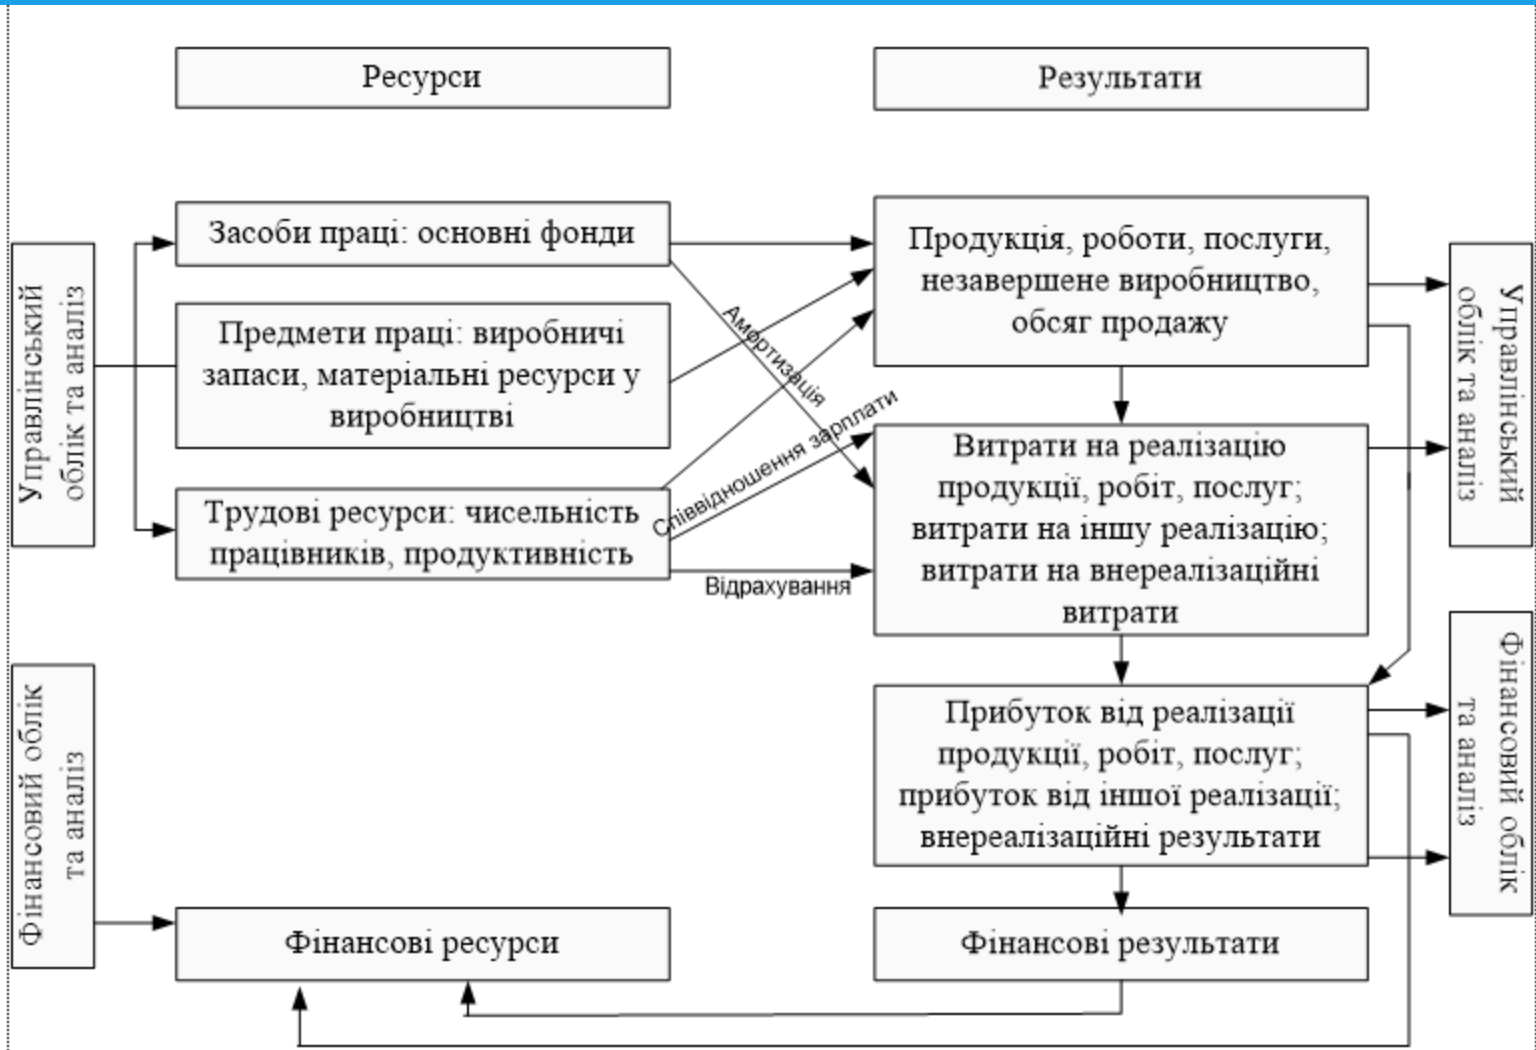 Ресурси
Результати
Управлінський
облік та аналіз
Засоби праці: основні фонди
Предмети праці: виробничі
запаси, матеріальні ресурси у
виробництві
Трудові ресурси: чисельність
працівників, продуктивність
Амортизація
Співвідношення зарплати
Відрахування
Продукція, роботи, послуги,
незавершене виробництво,
обсяг продажу
Витрати на реалізацію
продукції, робіт, послуг;
витрати на іншу реалізацію;
витрати на внереалізаційні
витрати
Управлінський
облік та аналіз
Фінансовий облік
та аналіз
Прибуток від реалізації
продукції, робіт, послуг;
прибуток від іншої реалізації;
внереалізаційні результати
Фінансовий облік
та аналіз
Фінансові ресурси
Фінансові результати